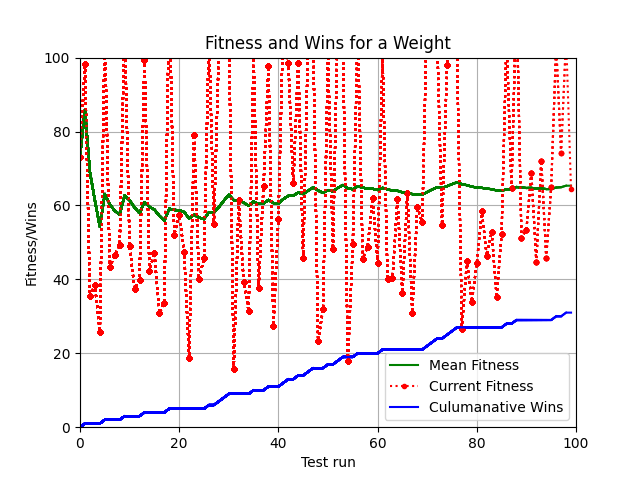 Fitness and Wins for a Weight
Fitness/Wins
100
80
60
40
20
0
0 20 40 60 80 100
Test run
Mean Fitness
Current Fitness
Culumanative Wins